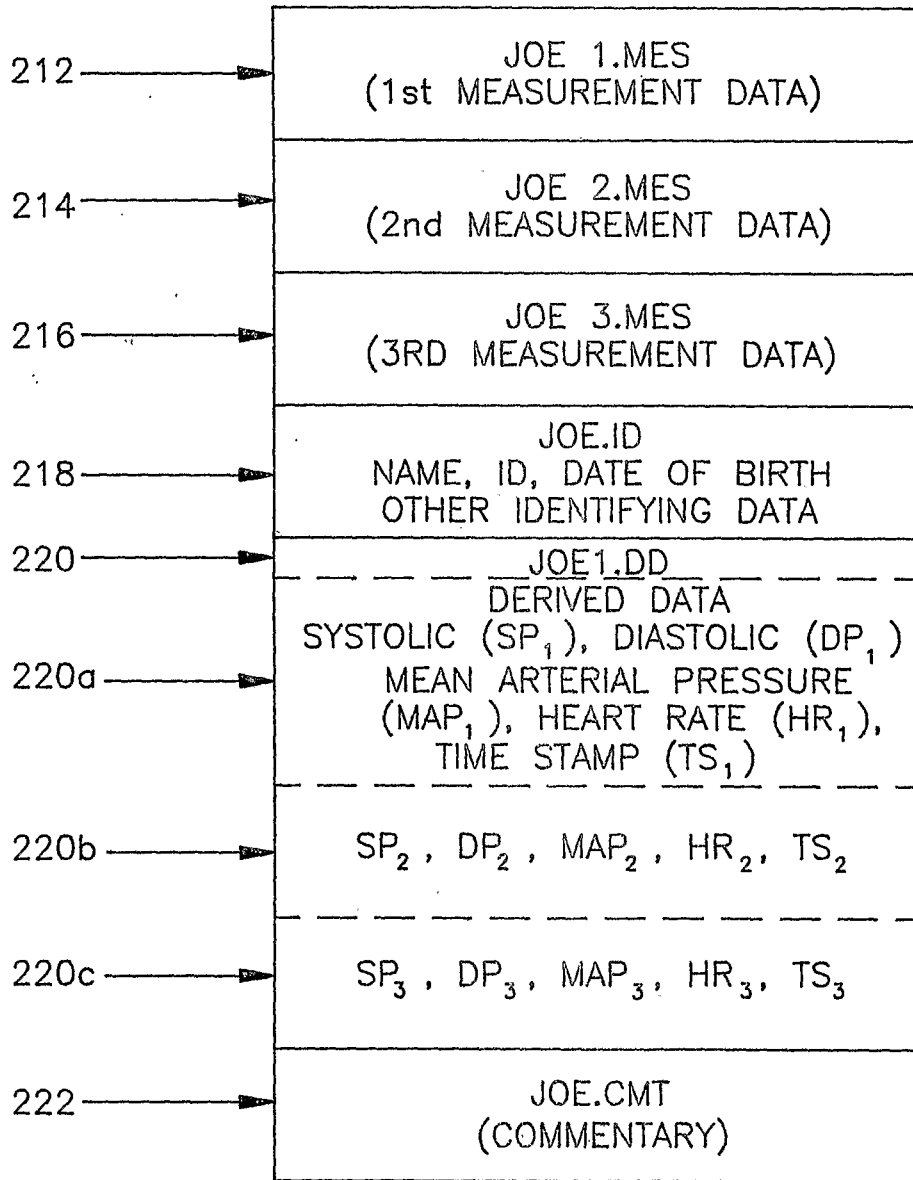 212
JOE 1.MES
(1st MEASUREMENT DATA)
214
JOE 2.MES
(2nd MEASUREMENT DATA)
216
JOE 3.MES
(3RD MEASUREMENT DATA)
218
JOE.ID
NAME, ID, DATE OF BIRTH
OTHER IDENTIFYING DATA
220
JOE1.DD
220a
DERIVED DATA
SYSTOLIC (SP₁), DIASTOLIC (DP₁)
MEAN ARTERIAL PRESSURE
(MAP₁), HEART RATE (HR₁),
TIME STAMP (TS₁)
220b
SP₂, DP₂, MAP₂, HR₂, TS₂
220c
SP₃, DP₃, MAP₃, HR₃, TS₃
222
JOE.CMT
(COMMENTARY)